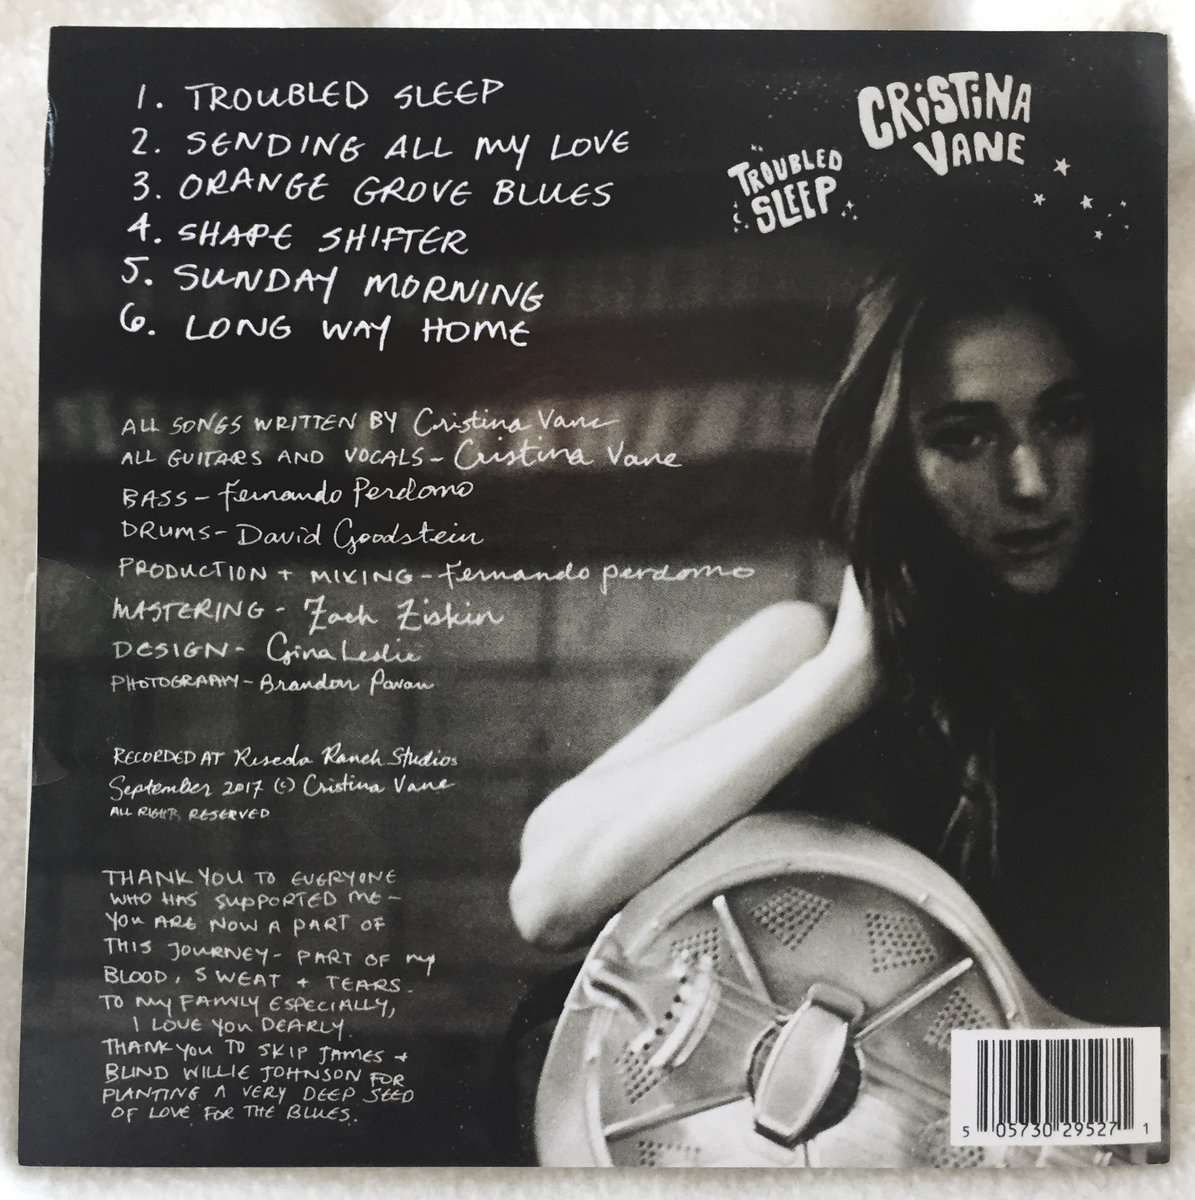 1. TROUBLED SLEEP
2. SENDING ALL MY LOVE
3. ORANGE GROVE BLUES
4. SHAPE SHIFTER
5. SUNDAY MORNING
6. LONG WAY HOME
CRISTINA
VANE
TROUBLED
SLEEP
ALL SONGS WRITTEN BY Cristina Vane
ALL GUITARS AND VOCALS - Cristina Vane
BASS - Fernando Perdomo
DRUMS - David Goodstein
PRODUCTION + MIXING - Fernando Perdomo
MASTERING - Zach Ziskin
DESIGN - Gina Leslie
PHOTOGRAPHY - Brandon Pavan
RECORDED AT Reseda Ranch Studios
September 2017 (c) Cristina Vane
ALL RIGHTS RESERVED
THANK YOU TO EVERYONE
WHO HAS SUPPORTED ME -
YOU ARE NOW A PART OF
THIS JOURNEY - PART OF MY
BLOOD, SWEAT + TEARS.
TO MY FAMILY ESPECIALLY,
I LOVE YOU DEARLY.
THANK YOU TO SKIP JAMES +
BLIND WILLIE JOHNSON FOR
PLANTING A VERY DEEP SEED
OF LOVE FOR THE BLUES.
5 05730 29527 1